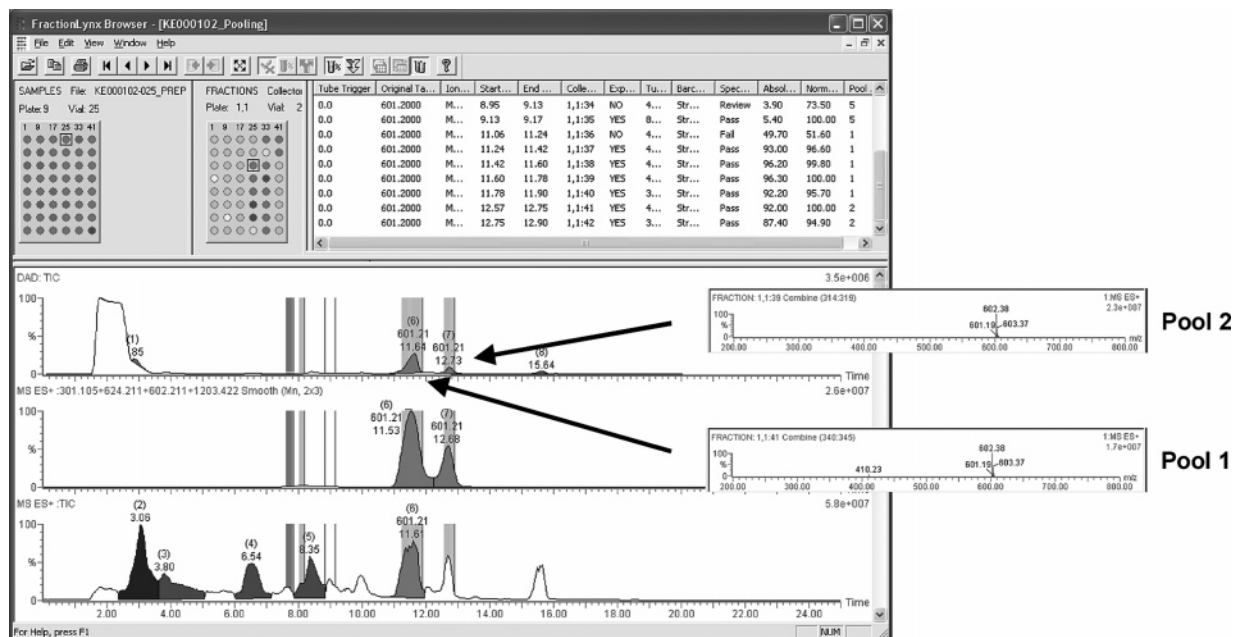 FractionLynx Browser - [KE000102_Pooling]
File Edit View Window Help
SAMPLES File: KE000102-025_PREP
Plate: 9 Vial: 25
1 9 17 25 33 41
FRACTIONS Collector
Plate: 1,1 Vial: 2
1 9 17 25 33 41
Tube Trigger Original Ta... Ion... Start... End ... Colle... Exp... Tu... Barc... Spec... Absol... Norm... Pool
0.0 601.2000 M... 8.95 9.13 1,1:34 NO 4... Str... Review 3.90 73.50 5
0.0 601.2000 M... 9.13 9.17 1,1:35 YES 8... Str... Pass 5.40 100.00 5
0.0 601.2000 M... 11.06 11.24 1,1:36 NO 4... Str... Fail 49.70 51.60 1
0.0 601.2000 M... 11.24 11.42 1,1:37 YES 4... Str... Pass 93.00 96.60 1
0.0 601.2000 M... 11.42 11.60 1,1:38 YES 4... Str... Pass 96.20 99.80 1
0.0 601.2000 M... 11.60 11.78 1,1:39 YES 4... Str... Pass 96.30 100.00 1
0.0 601.2000 M... 11.78 11.90 1,1:40 YES 3... Str... Pass 92.20 95.70 1
0.0 601.2000 M... 12.57 12.75 1,1:41 YES 4... Str... Pass 92.00 100.00 2
0.0 601.2000 M... 12.75 12.90 1,1:42 YES 3... Str... Pass 87.40 94.90 2
DAD: TIC 3.5e+006
100
%
0
(1)
85
(6)
601.21
11.64
(7)
601.21
12.73
(8)
15.64
Time
FRACTION: 1,1:39 Combine (314:319) 1:MS ES+
2.3e+007
602.38
100
%
0
601.19 603.37
m/z
200.00 300.00 400.00 500.00 600.00 700.00 800.00
Pool 2
MS ES+ :301.105+624.211+602.211+1203.422 Smooth (Mn, 2x3) 2.6e+007
100
%
0
(6)
601.21
11.53
(7)
601.21
12.68
FRACTION: 1,1:41 Combine (340:345) 1:MS ES+
1.7e+007
602.38
100
%
0
410.23
601.19 603.37
m/z
200.00 300.00 400.00 500.00 600.00 700.00 800.00
Pool 1
MS ES+ :TIC 5.8e+007
100
%
0
(2)
3.06
(3)
3.80
(4)
6.54
(5)
8.35
(6)
601.21
11.61
Time
2.00 4.00 6.00 8.00 10.00 12.00 14.00 16.00 18.00 20.00 22.00 24.00
For Help, press F1 NUM